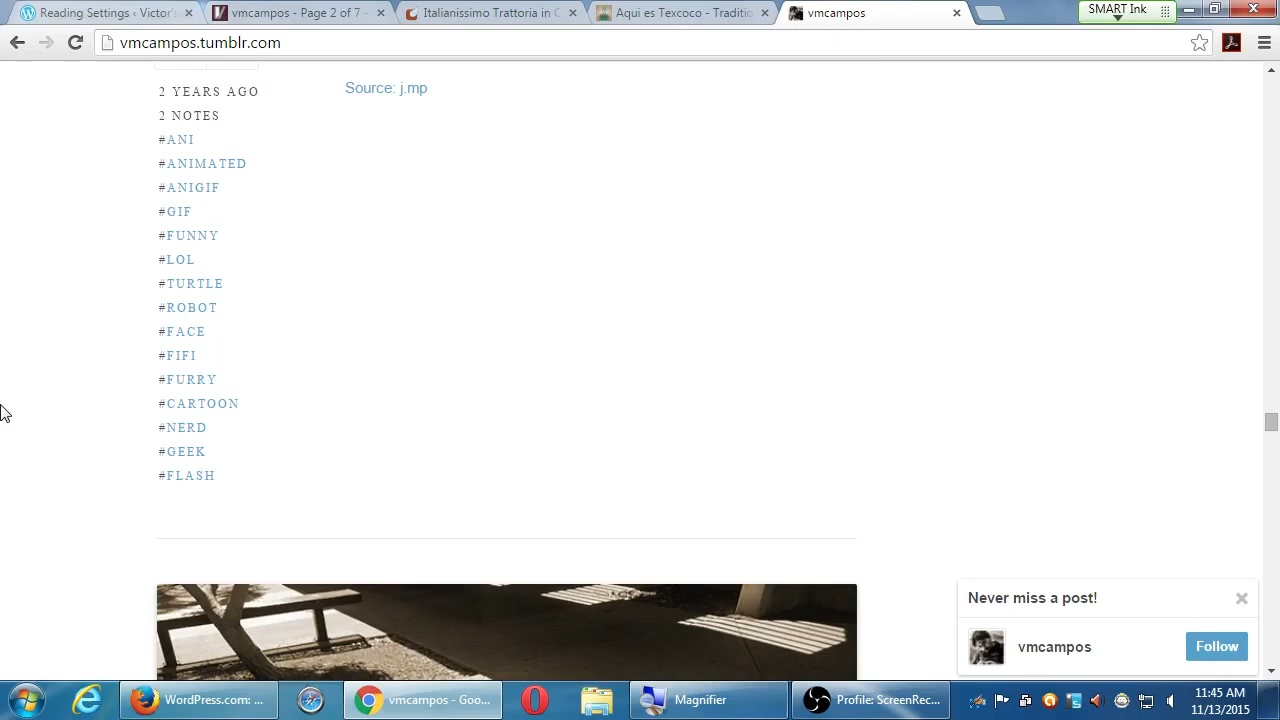 Reading Settings ‹ Victor's
vmcampos - Page 2 of 7 -
Italianissimo Trattoria in C
Aqui es Texcoco - Traditio
vmcampos
SMART Ink
vmcampos.tumblr.com
2 YEARS AGO
Source: j.mp
2 NOTES
#ANI
#ANIMATED
#ANIGIF
#GIF
#FUNNY
#LOL
#TURTLE
#ROBOT
#FACE
#FIFI
#FURRY
#CARTOON
#NERD
#GEEK
#FLASH
Never miss a post!
vmcampos
Follow
WordPress.com: ...
vmcampos - Goo...
Magnifier
Profile: ScreenRec...
11:45 AM
11/13/2015